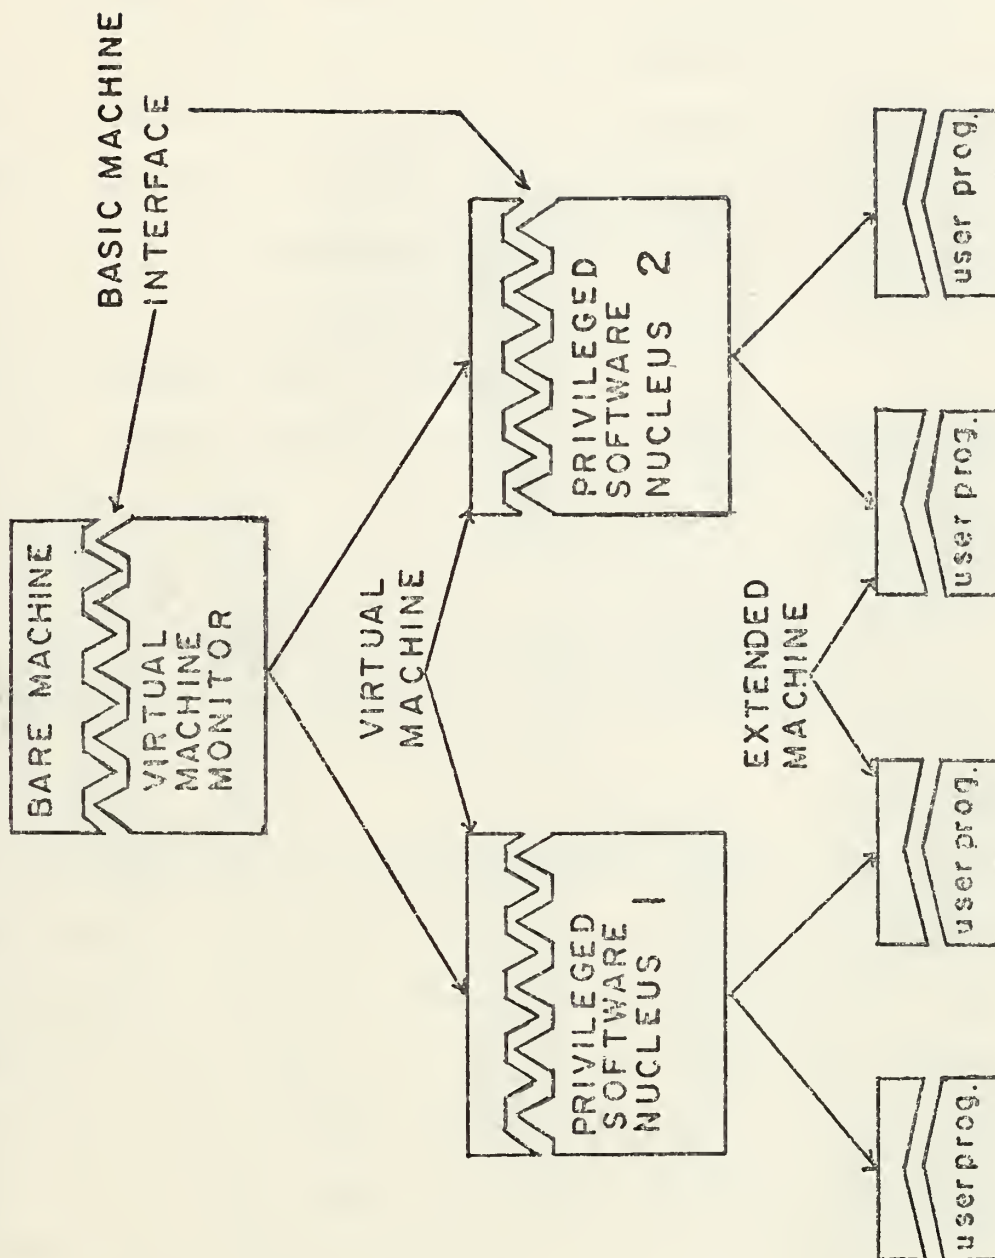 BASIC MACHINE
INTERFACE
BARE MACHINE
VIRTUAL
MACHINE
MONITOR
VIRTUAL
MACHINE
PRIVILEGED
SOFTWARE
NUCLEUS 1
PRIVILEGED
SOFTWARE
NUCLEUS 2
EXTENDED
MACHINE
user prog.
user prog.
user prog.
user prog.